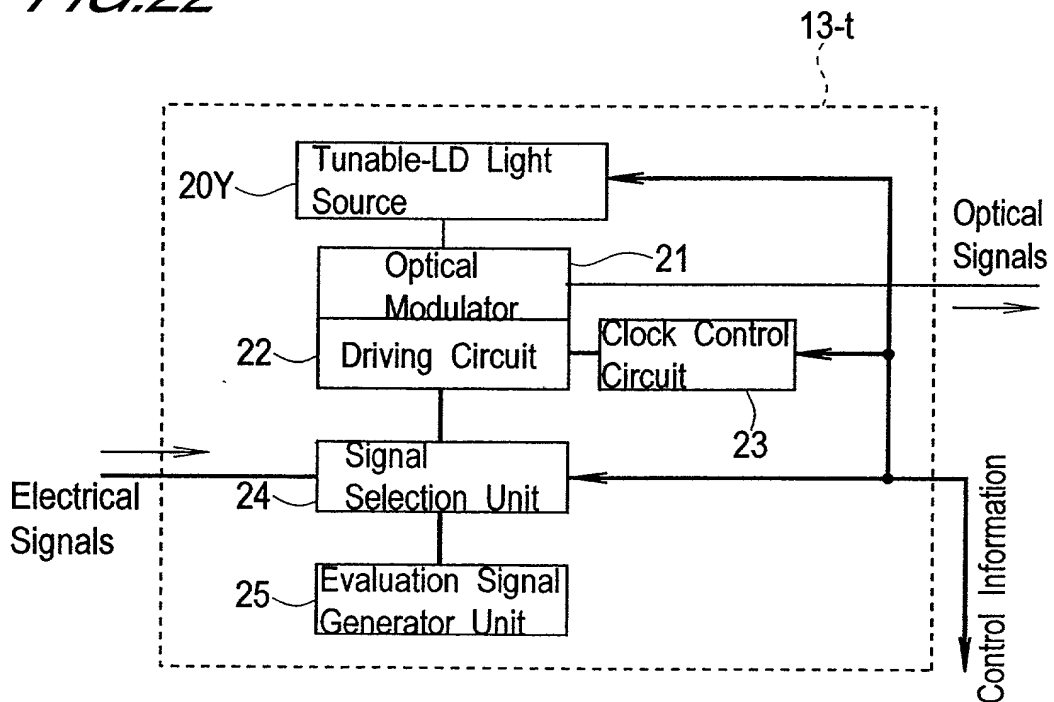 FIG.22
13-t
Tunable-LD Light
Source
20Y
Optical
Signals
Optical
Modulator
21
22
Driving Circuit
Clock Control
Circuit
23
Electrical
Signals
24
Signal
Selection Unit
25
Evaluation Signal
Generator Unit
Control Information